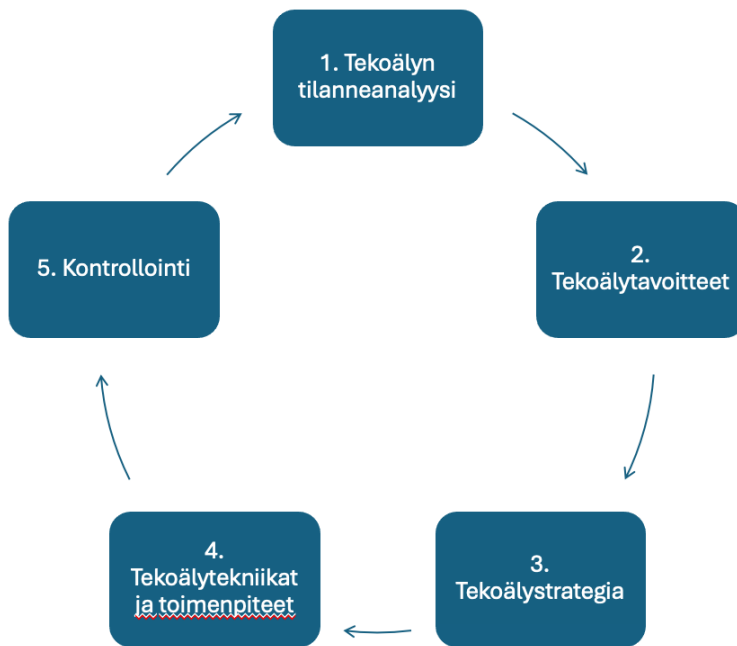 1. Tekoälyn
tilanneanalyysi
2.
Tekoälytavoitteet
3.
Tekoälystrategia
4.
Tekoälytekniikat
ja toimenpiteet
5. Kontrollointi